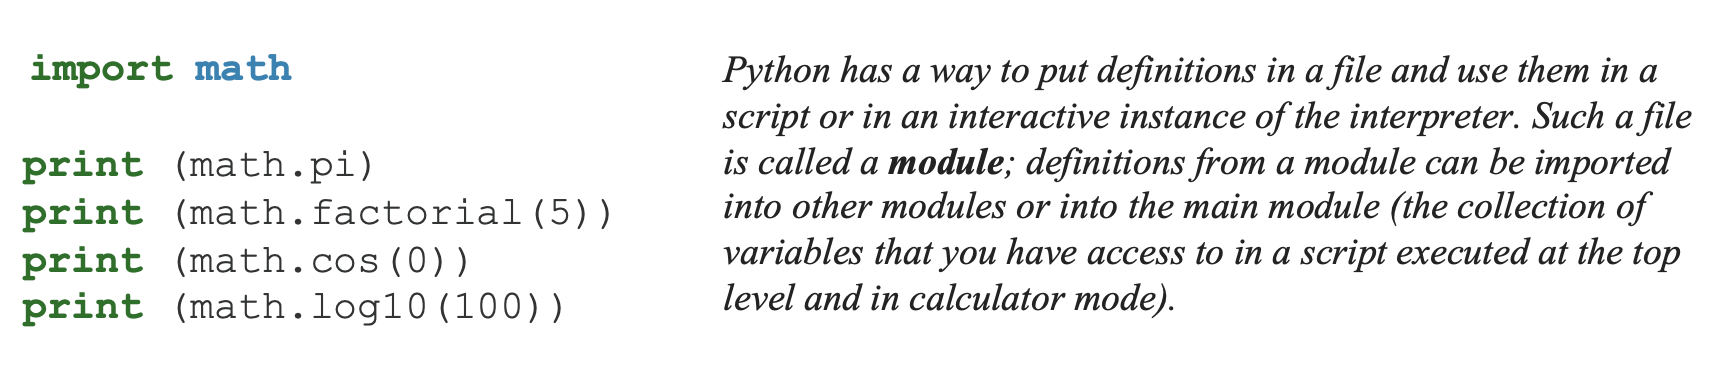 import math
print (math.pi)
print (math.factorial(5))
print (math.cos(0))
print (math.log10(100))
Python has a way to put definitions in a file and use them in a
script or in an interactive instance of the interpreter. Such a file
is called a module; definitions from a module can be imported
into other modules or into the main module (the collection of
variables that you have access to in a script executed at the top
level and in calculator mode).